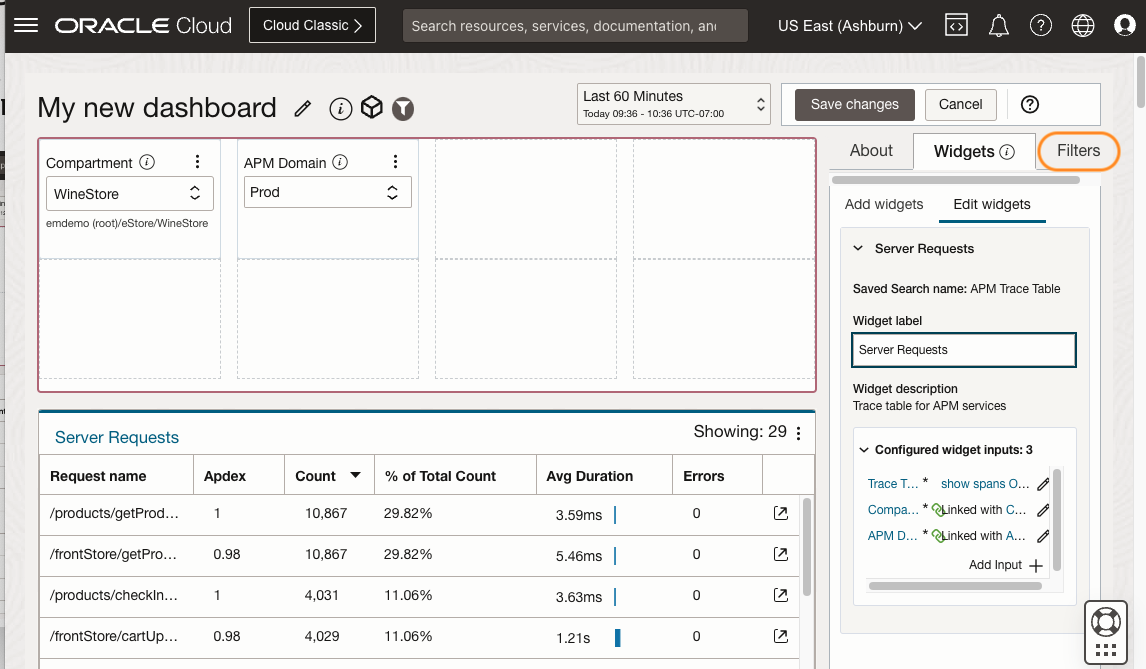 ORACLE Cloud
Cloud Classic
Search resources, services, documentation, an
US East (Ashburn)
My new dashboard
Last 60 Minutes
Today 09:36 - 10:36 UTC-07:00
Save changes
Cancel
About
Widgets
Filters
Compartment
WineStore
emdemo (root)/eStore/WineStore
APM Domain
Prod
Add widgets
Edit widgets
Server Requests
Saved Search name: APM Trace Table
Widget label
Server Requests
Widget description
Trace table for APM services
Configured widget inputs: 3
Trace T... * show spans O...
Compa... * Linked with C...
APM D... * Linked with A...
Add Input
Server Requests
Showing: 29
Request name Apdex Count % of Total Count Avg Duration Errors
/products/getProd... 1 10,867 29.82% 3.59ms 0
/frontStore/getPro... 0.98 10,867 29.82% 5.46ms 0
/products/checkIn... 1 4,031 11.06% 3.63ms 0
/frontStore/cartUp... 0.98 4,029 11.06% 1.21s 0